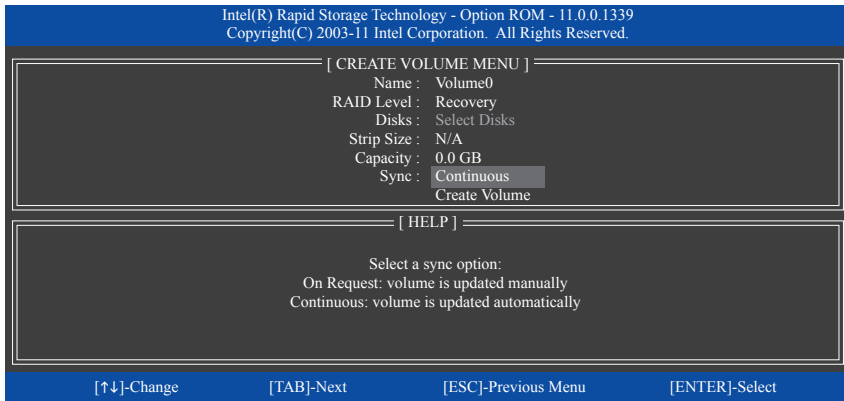 Intel(R) Rapid Storage Technology - Option ROM - 11.0.0.1339
Copyright(C) 2003-11 Intel Corporation. All Rights Reserved.
[ CREATE VOLUME MENU ]
Name : Volume0
RAID Level : Recovery
Disks : Select Disks
Strip Size : N/A
Capacity : 0.0 GB
Sync : Continuous
Create Volume
[ HELP ]
Select a sync option:
On Request: volume is updated manually
Continuous: volume is updated automatically
[↑↓]-Change [TAB]-Next [ESC]-Previous Menu [ENTER]-Select